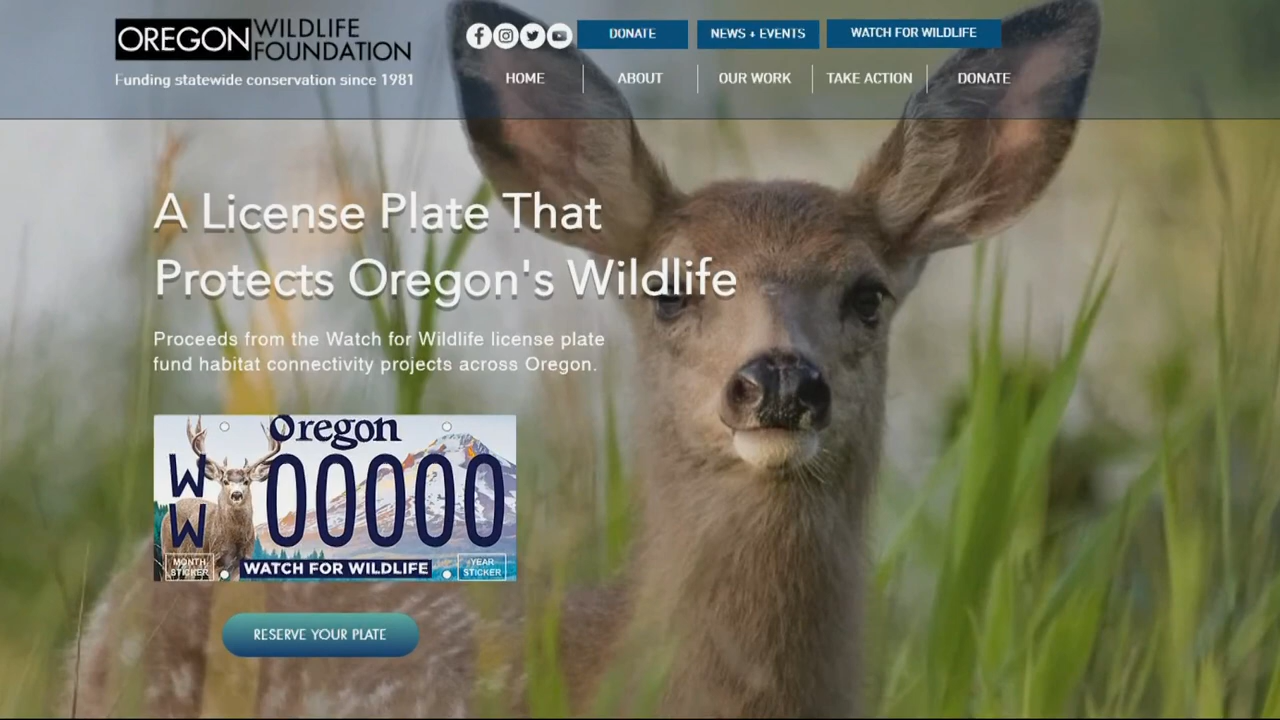 OREGON WILDLIFE
FOUNDATION
Funding statewide conservation since 1981
DONATE
NEWS + EVENTS
WATCH FOR WILDLIFE
HOME
ABOUT
OUR WORK
TAKE ACTION
DONATE
A License Plate That
Protects Oregon's Wildlife
Proceeds from the Watch for Wildlife license plate
fund habitat connectivity projects across Oregon.
Oregon
WW 00000
MONTH
STICKER
WATCH FOR WILDLIFE
YEAR
STICKER
RESERVE YOUR PLATE